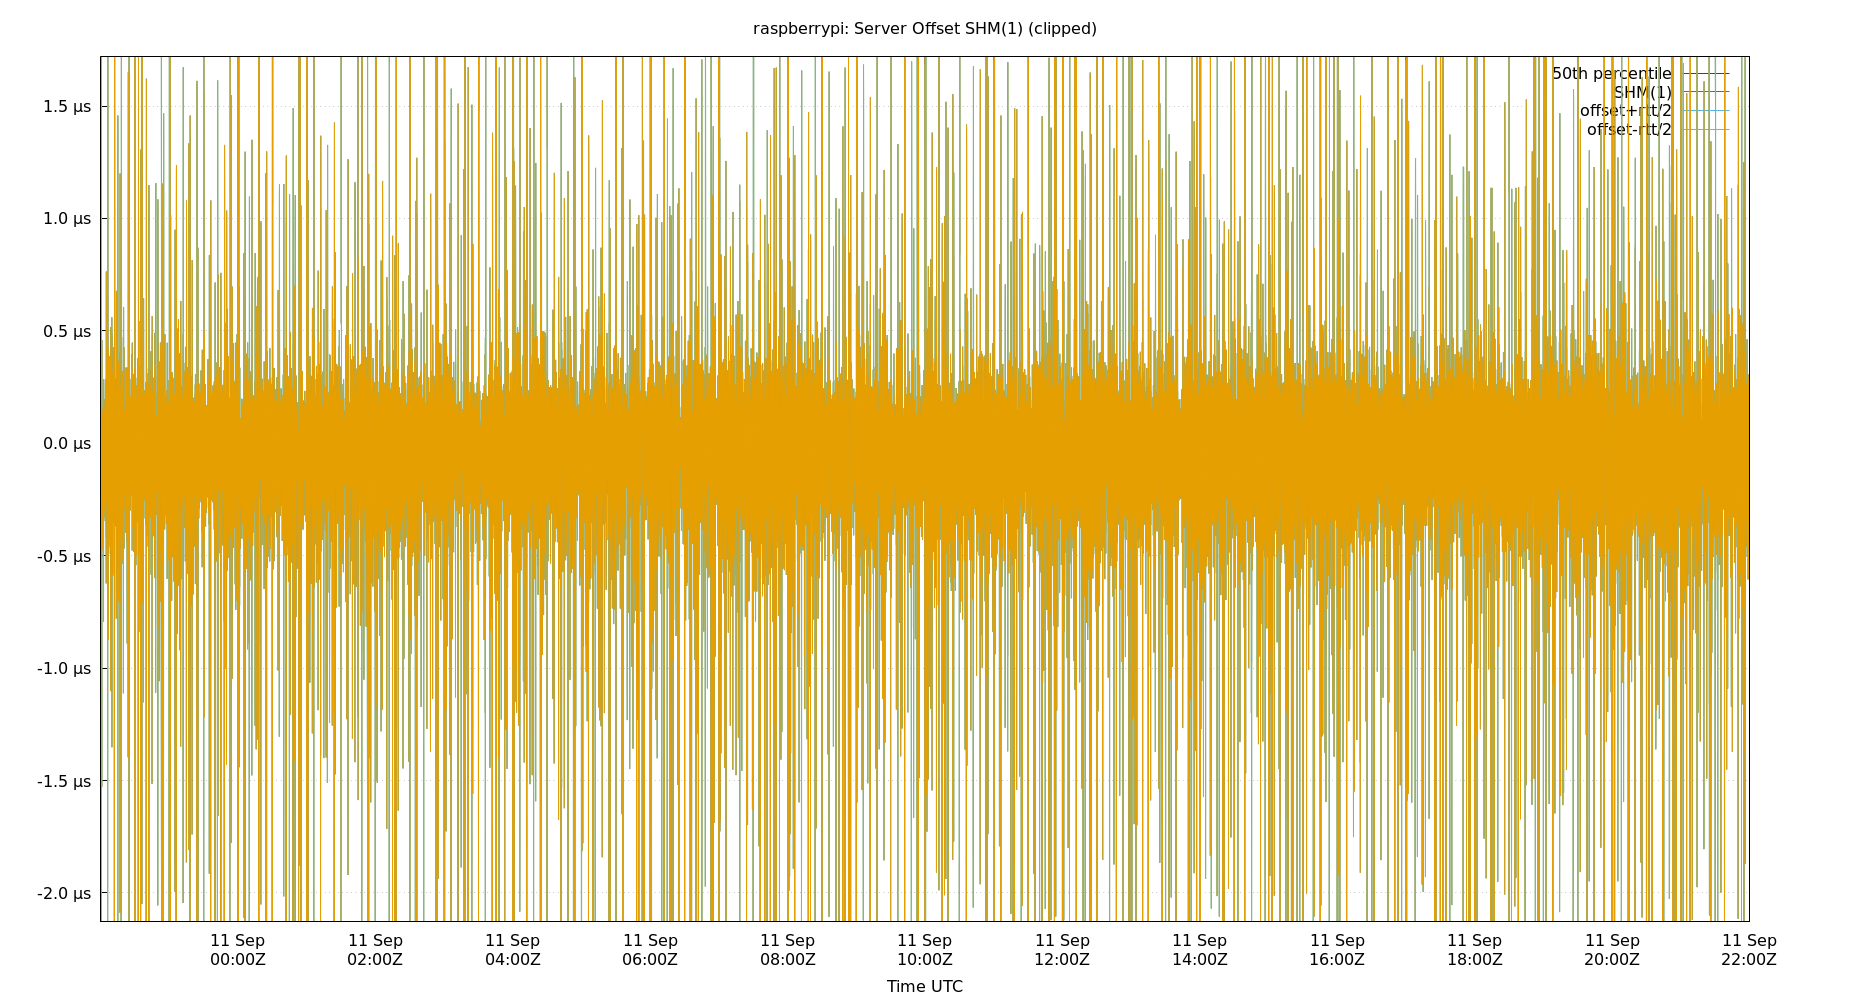 raspberrypi: Server Offset SHM(1) (clipped)
50th percentile
SHM(1)
offset+rtt/2
offset-rtt/2
1.5 µs
1.0 µs
0.5 µs
0.0 µs
-0.5 µs
-1.0 µs
-1.5 µs
-2.0 µs
11 Sep 11 Sep 11 Sep 11 Sep 11 Sep 11 Sep 11 Sep 11 Sep 11 Sep 11 Sep 11 Sep 11 Sep
00:00Z 02:00Z 04:00Z 06:00Z 08:00Z 10:00Z 12:00Z 14:00Z 16:00Z 18:00Z 20:00Z 22:00Z
Time UTC